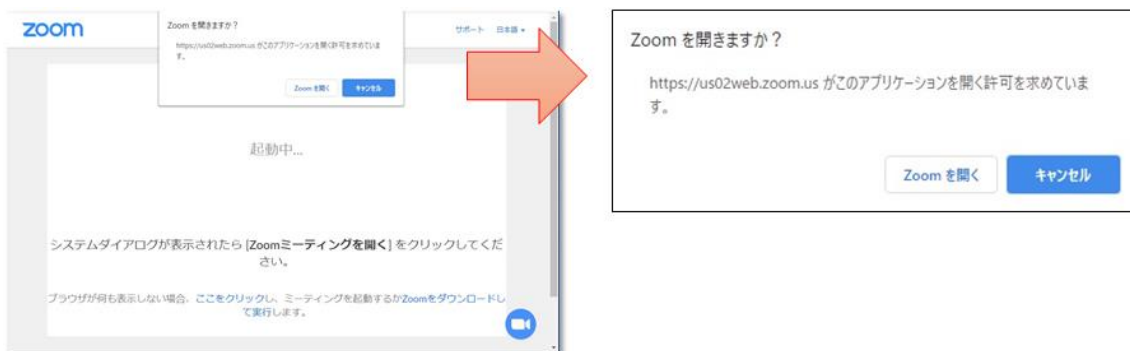 zoom
サポート 日本語
Zoom を開きますか？
https://us02web.zoom.us がこのアプリケーションを開く許可を求めていま
す。
Zoom を開く キャンセル
起動中...
システムダイアログが表示されたら [Zoomミーティングを開く] をクリックしてくだ
さい。
ブラウザが何も表示しない場合、ここをクリックし、ミーティングを起動するかZoomをダウンロードし
て実行します。
Zoom を開きますか？
https://us02web.zoom.us がこのアプリケーションを開く許可を求めていま
す。
Zoom を開く キャンセル